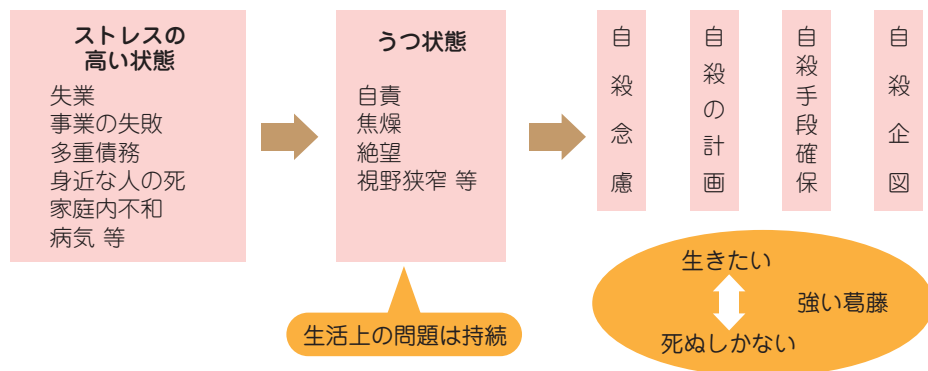 ストレスの
高い状態
失業
事業の失敗
多重債務
身近な人の死
家庭内不和
病気 等
うつ状態
自責
焦燥
絶望
視野狭窄 等
生活上の問題は持続
自殺念慮
自殺の計画
自殺手段確保
自殺企図
生きたい
強い葛藤
死ぬしかない